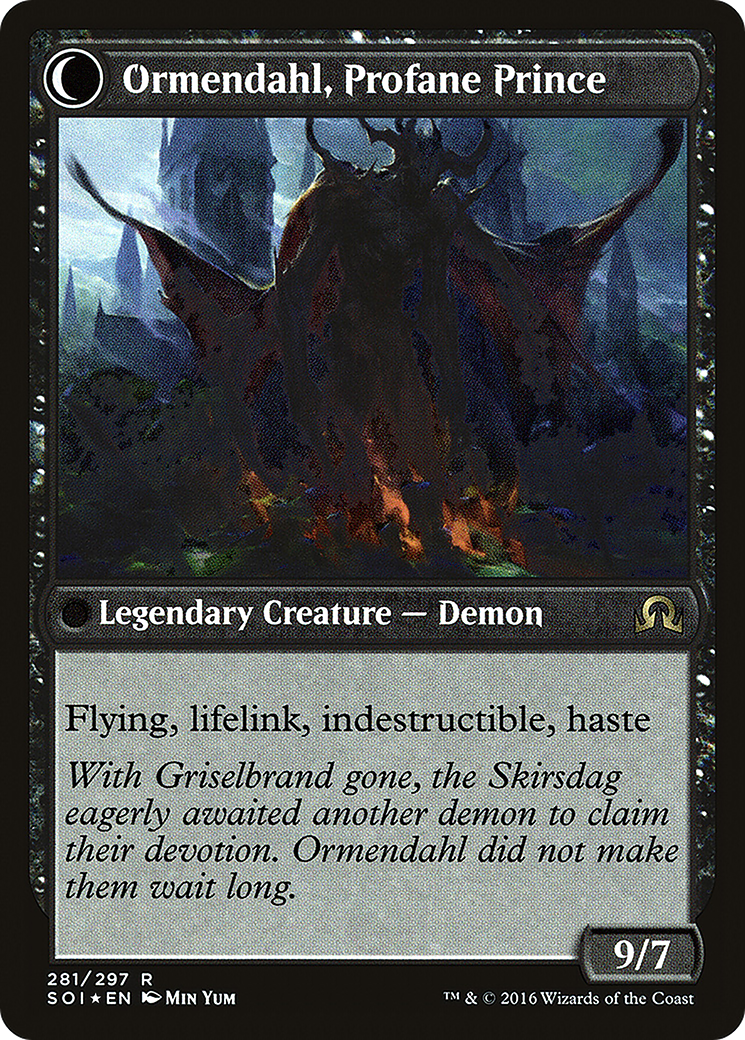 Ormendahl, Profane Prince
Legendary Creature — Demon
Flying, lifelink, indestructible, haste
With Griselbrand gone, the Skirsdag
eagerly awaited another demon to claim
their devotion. Ormendahl did not make
them wait long.
9/7
281/297 R
SOI★EN Min Yum
™ & © 2016 Wizards of the Coast